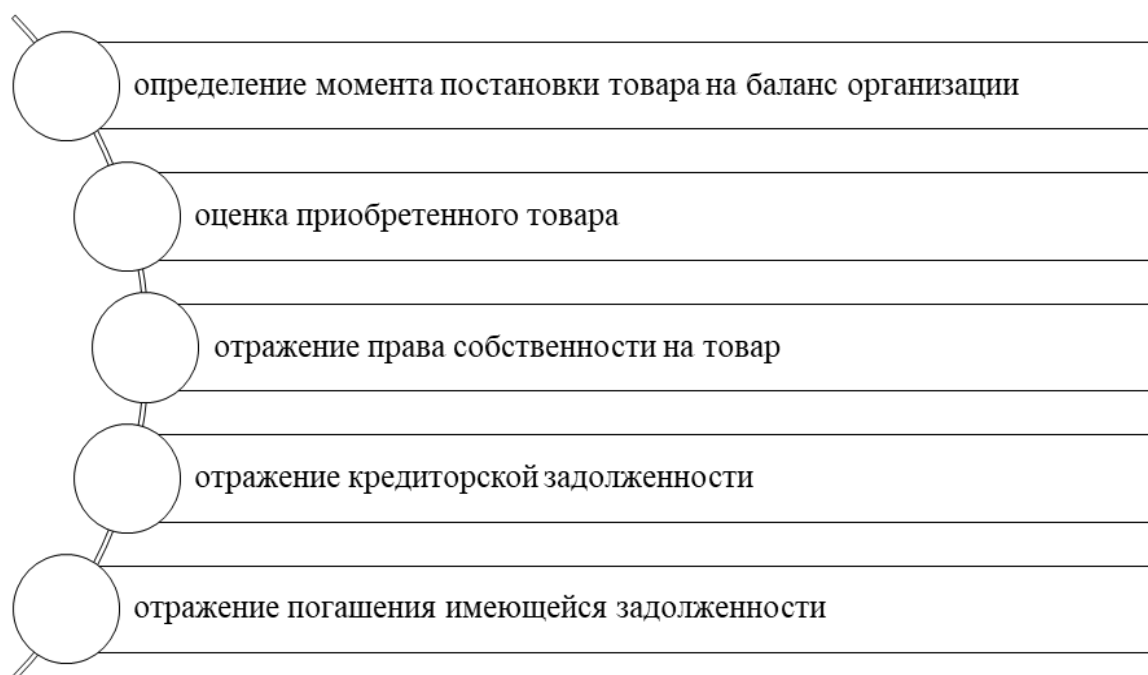 определение момента постановки товара на баланс организации
оценка приобретенного товара
отражение права собственности на товар
отражение кредиторской задолженности
отражение погашения имеющейся задолженности